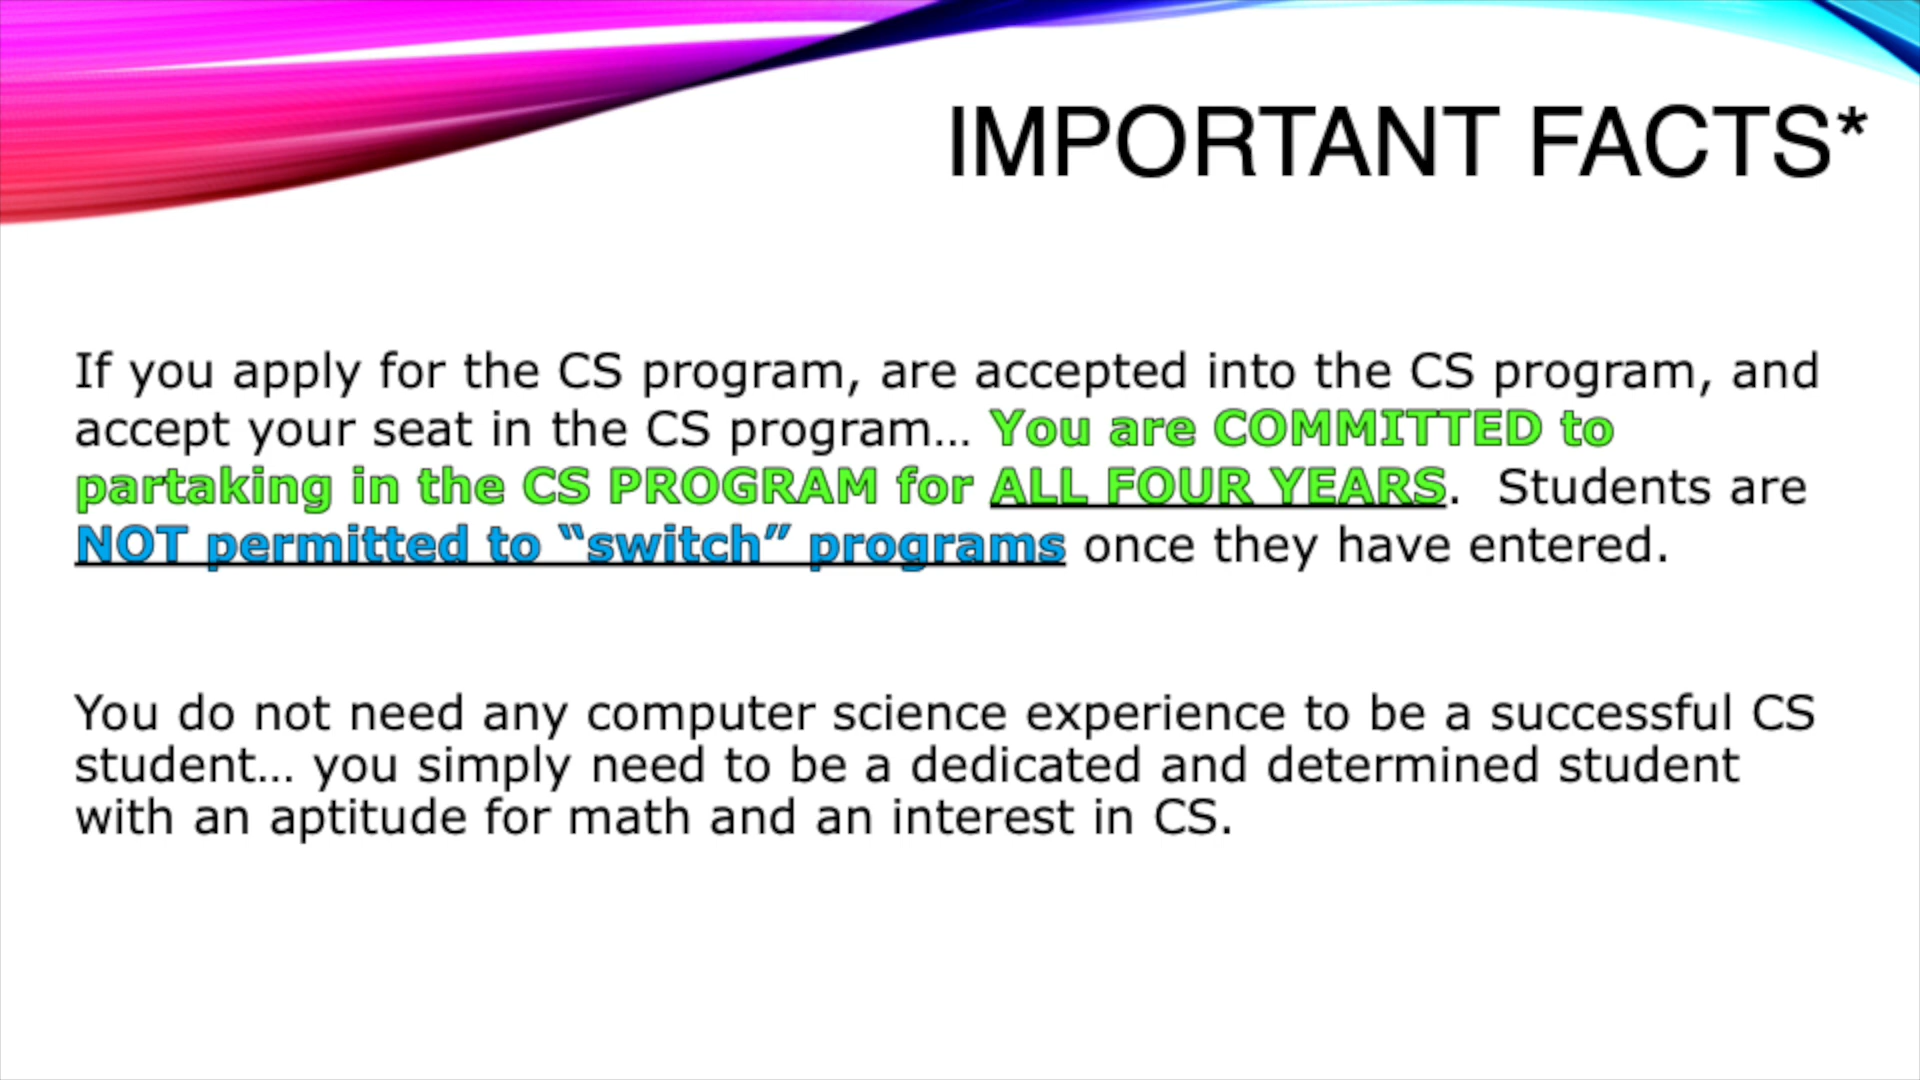 IMPORTANT FACTS*
If you apply for the CS program, are accepted into the CS program, and
accept your seat in the CS program... You are COMMITTED to
partaking in the CS PROGRAM for ALL FOUR YEARS.  Students are
NOT permitted to “switch” programs once they have entered.
You do not need any computer science experience to be a successful CS
student... you simply need to be a dedicated and determined student
with an aptitude for math and an interest in CS.